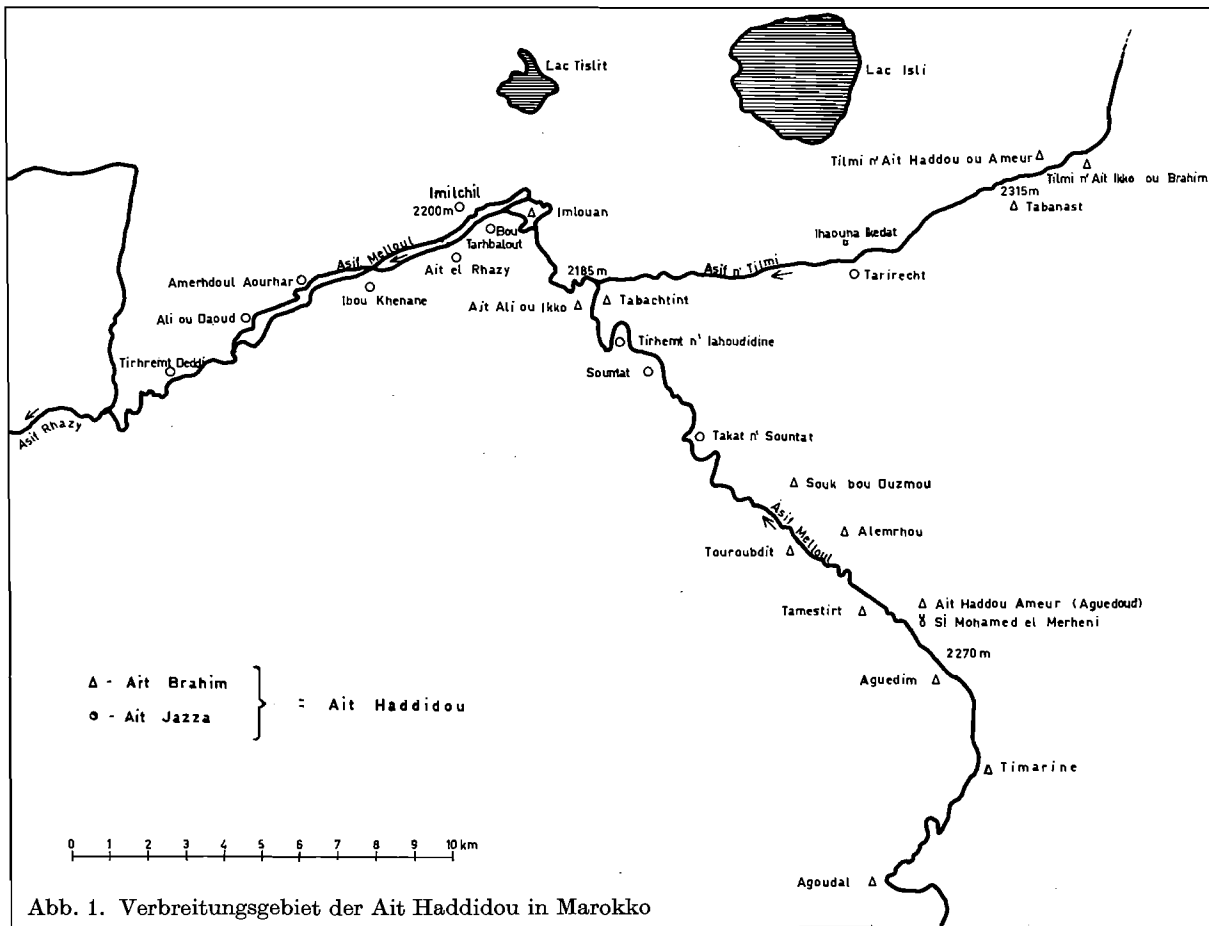 Lac Tislit
Lac Isli
Tilmi n' Ait Haddou ou Ameur
Tilmi n' Ait Ikko ou Brahim
2315m
Tabanast
Imilchil
2200m
Imlouan
Bou
Tarhbalout
Ihaouna Ikedat
Asif Melloul
Ait el Rhazy
2185m
Asif n' Tilmi
Tarirecht
Amerhdoul Aourhar
Ibou Khenane
Ait Ali ou Ikko
Tabachtint
Ali ou Daoud
Tirhemt n' Iahoudidine
Tirhremt Deddi
Sountat
Asif Rhazy
Takat n' Sountat
Souk bou Ouzmou
Asif Melloul
Alemrhou
Touroubdit
Tamestirt
Ait Haddou Ameur (Aguedoud)
Si Mohamed el Merheni
2270 m
Aguedim
Δ - Ait Brahim
o - Ait Jazza
= Ait Haddidou
Timarine
0 1 2 3 4 5 6 7 8 9 10 km
Agoudal
Abb. 1. Verbreitungsgebiet der Ait Haddidou in Marokko